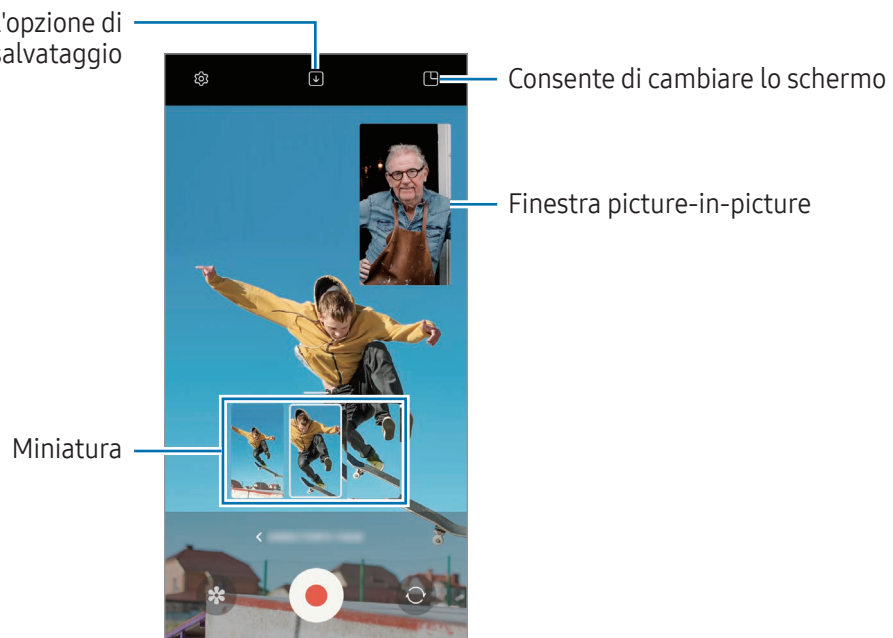 l'opzione di
salvataggio
Consente di cambiare lo schermo
Finestra picture-in-picture
Miniatura